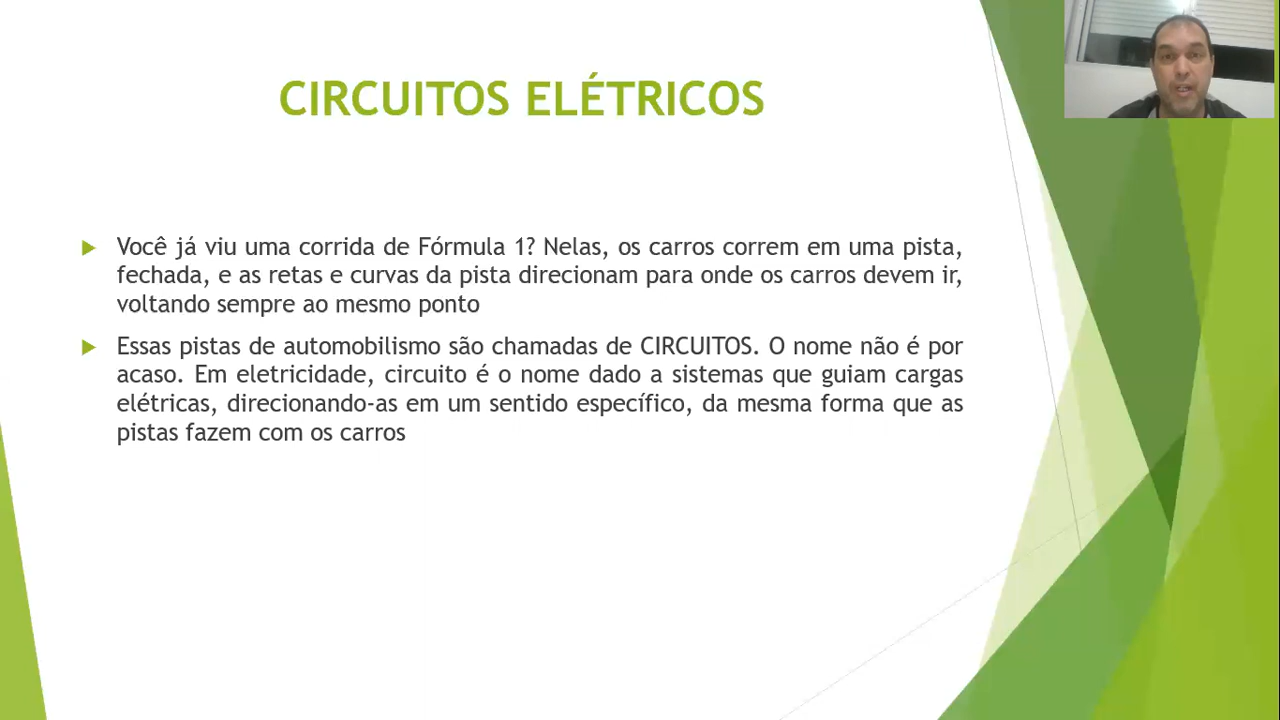 CIRCUITOS ELÉTRICOS
Você já viu uma corrida de Fórmula 1? Nelas, os carros correm em uma pista,
fechada, e as retas e curvas da pista direcionam para onde os carros devem ir,
voltando sempre ao mesmo ponto
Essas pistas de automobilismo são chamadas de CIRCUITOS. O nome não é por
acaso. Em eletricidade, circuito é o nome dado a sistemas que guiam cargas
elétricas, direcionando-as em um sentido específico, da mesma forma que as
pistas fazem com os carros